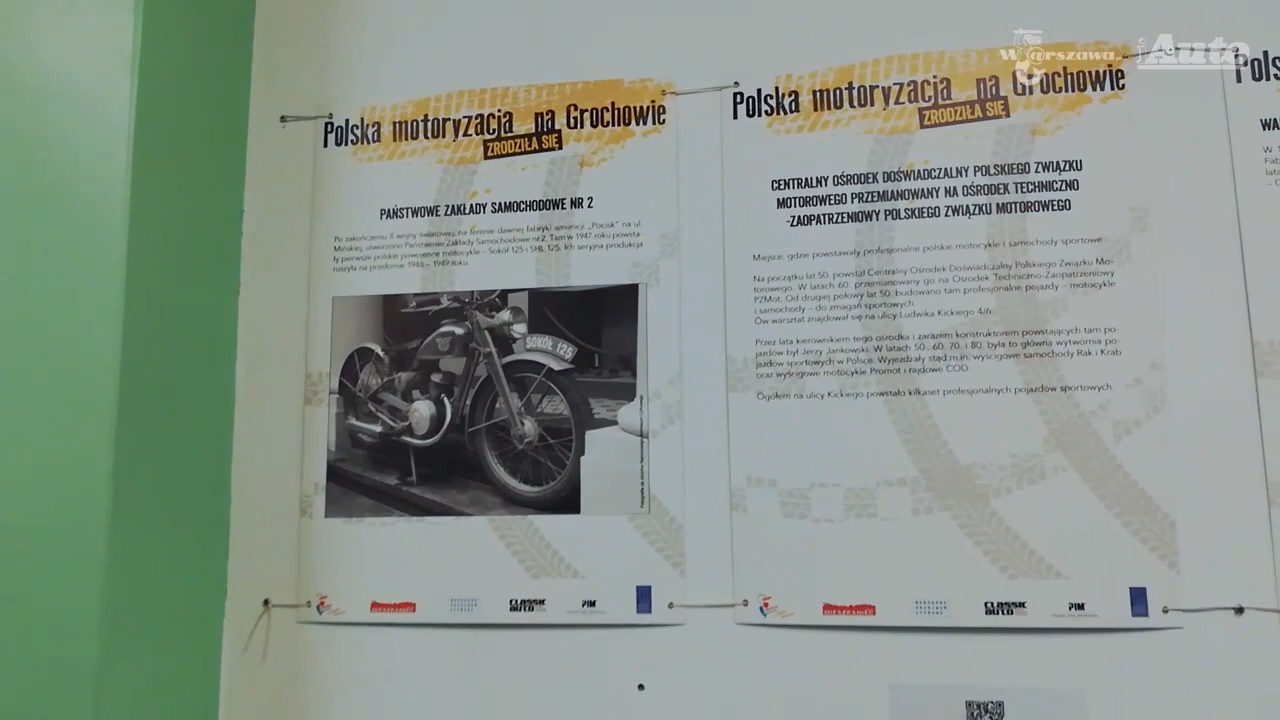 Warszawa
iAuto
Polska motoryzacja na Grochowie
ZRODZIŁA SIĘ
PAŃSTWOWE ZAKŁADY SAMOCHODOWE NR 2
Po zakończeniu II wojny światowej, na terenie dawnej fabryki amunicji „Pocisk” na ul.
Mińskiej, utworzono Państwowe Zakłady Samochodowe nr 2. Tam w 1947 roku powsta-
ły pierwsze polskie powojenne motocykle – Sokół 125 i SHL 125. Ich seryjna produkcja
ruszyła na przełomie 1948 – 1949 roku.
SOKÓŁ 125
MIESZKANIEC
CLASSIC
AUTO
PIM
Polska motoryzacja na Grochowie
ZRODZIŁA SIĘ
CENTRALNY OŚRODEK DOŚWIADCZALNY POLSKIEGO ZWIĄZKU
MOTOROWEGO PRZEMIANOWANY NA OŚRODEK TECHNICZNO
-ZAOPATRZENIOWY POLSKIEGO ZWIĄZKU MOTOROWEGO
Miejsce, gdzie powstawały profesjonalne polskie motocykle i samochody sportowe
Na początku lat 50. powstał Centralny Ośrodek Doświadczalny Polskiego Związku Mo-
torowego. W latach 60. przemianowany go na Ośrodek Techniczno-Zaopatrzeniowy
PZMot. Od drugiej połowy lat 50. budowano tam profesjonalne pojazdy – motocykle
i samochody – do zmagań sportowych.
Ów warsztat znajdował się na ulicy Ludwika Kickiego 4/6.
Przez lata kierownikiem tego ośrodka i zarazem konstruktorem powstających tam po-
jazdów był Jerzy Jankowski. W latach 50., 60, 70. i 80. była to główna wytwórnia po-
jazdów sportowych w Polsce. Wyjeżdżały stąd m.in. wyścigowe samochody Rak i Krab
oraz wyścigowe motocykle Promot i rajdowe COD.
Ogółem na ulicy Kickiego powstało kilkaset profesjonalnych pojazdów sportowych.
MIESZKANIEC
CLASSIC
AUTO
PIM
Pols
WA
W 1
Fab
lata
– C